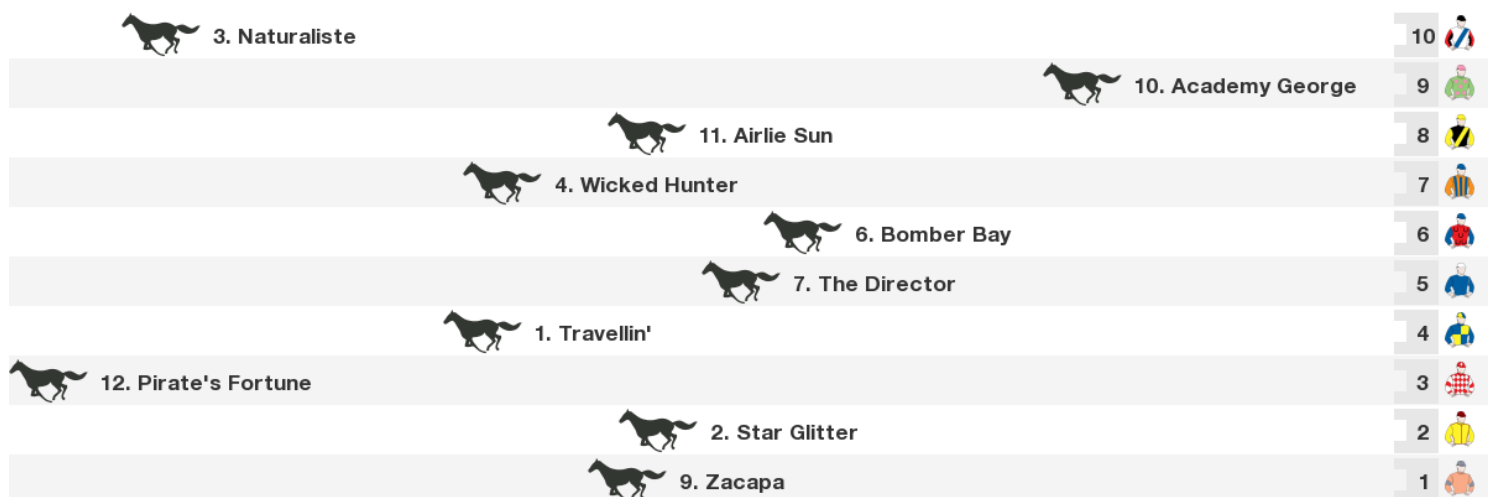 3. Naturaliste 10
10. Academy George 9
11. Airlie Sun 8
4. Wicked Hunter 7
6. Bomber Bay 6
7. The Director 5
1. Travellin' 4
12. Pirate's Fortune 3
2. Star Glitter 2
9. Zacapa 1